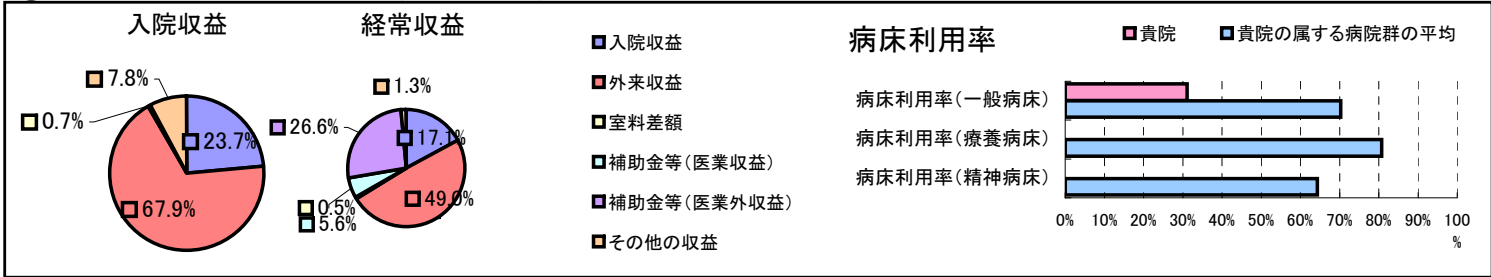 入院収益
7.8%
0.7%
23.7%
67.9%
経常収益
1.3%
26.6%
17.1%
0.5%
5.6%
49.0%
入院収益
外来収益
室料差額
補助金等(医業収益)
補助金等(医業外収益)
その他の収益
病床利用率
貴院
貴院の属する病院群の平均
病床利用率(一般病床)
病床利用率(療養病床)
病床利用率(精神病床)
0% 10% 20% 30% 40% 50% 60% 70% 80% 90% 100
%